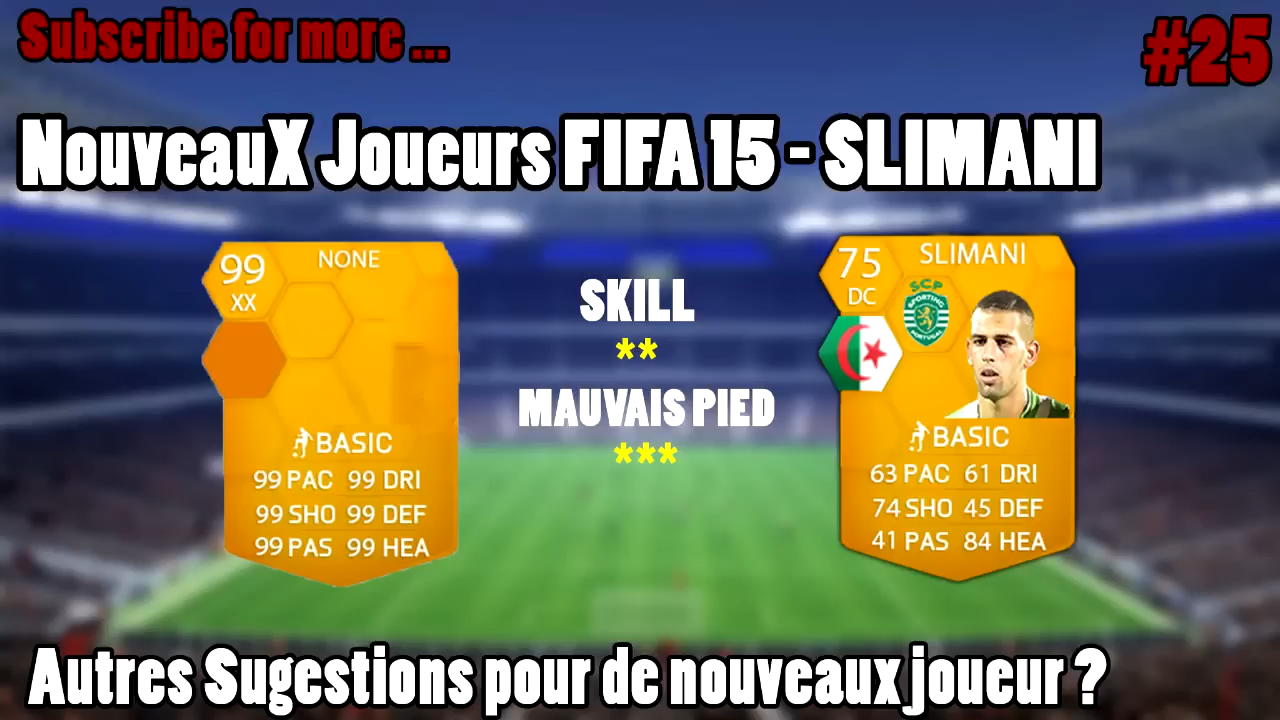 Subscribe for more ...
#25
NouveauX Joueurs FIFA 15 - SLIMANI
99
XX
NONE
BASIC
99 PAC 99 DRI
99 SHO 99 DEF
99 PAS 99 HEA
SKILL
**
MAUVAIS PIED
***
75
DC
SLIMANI
SCP
SPORTING
PORTUGAL
BASIC
63 PAC 61 DRI
74 SHO 45 DEF
41 PAS 84 HEA
Autres Sugestions pour de nouveaux joueur ?